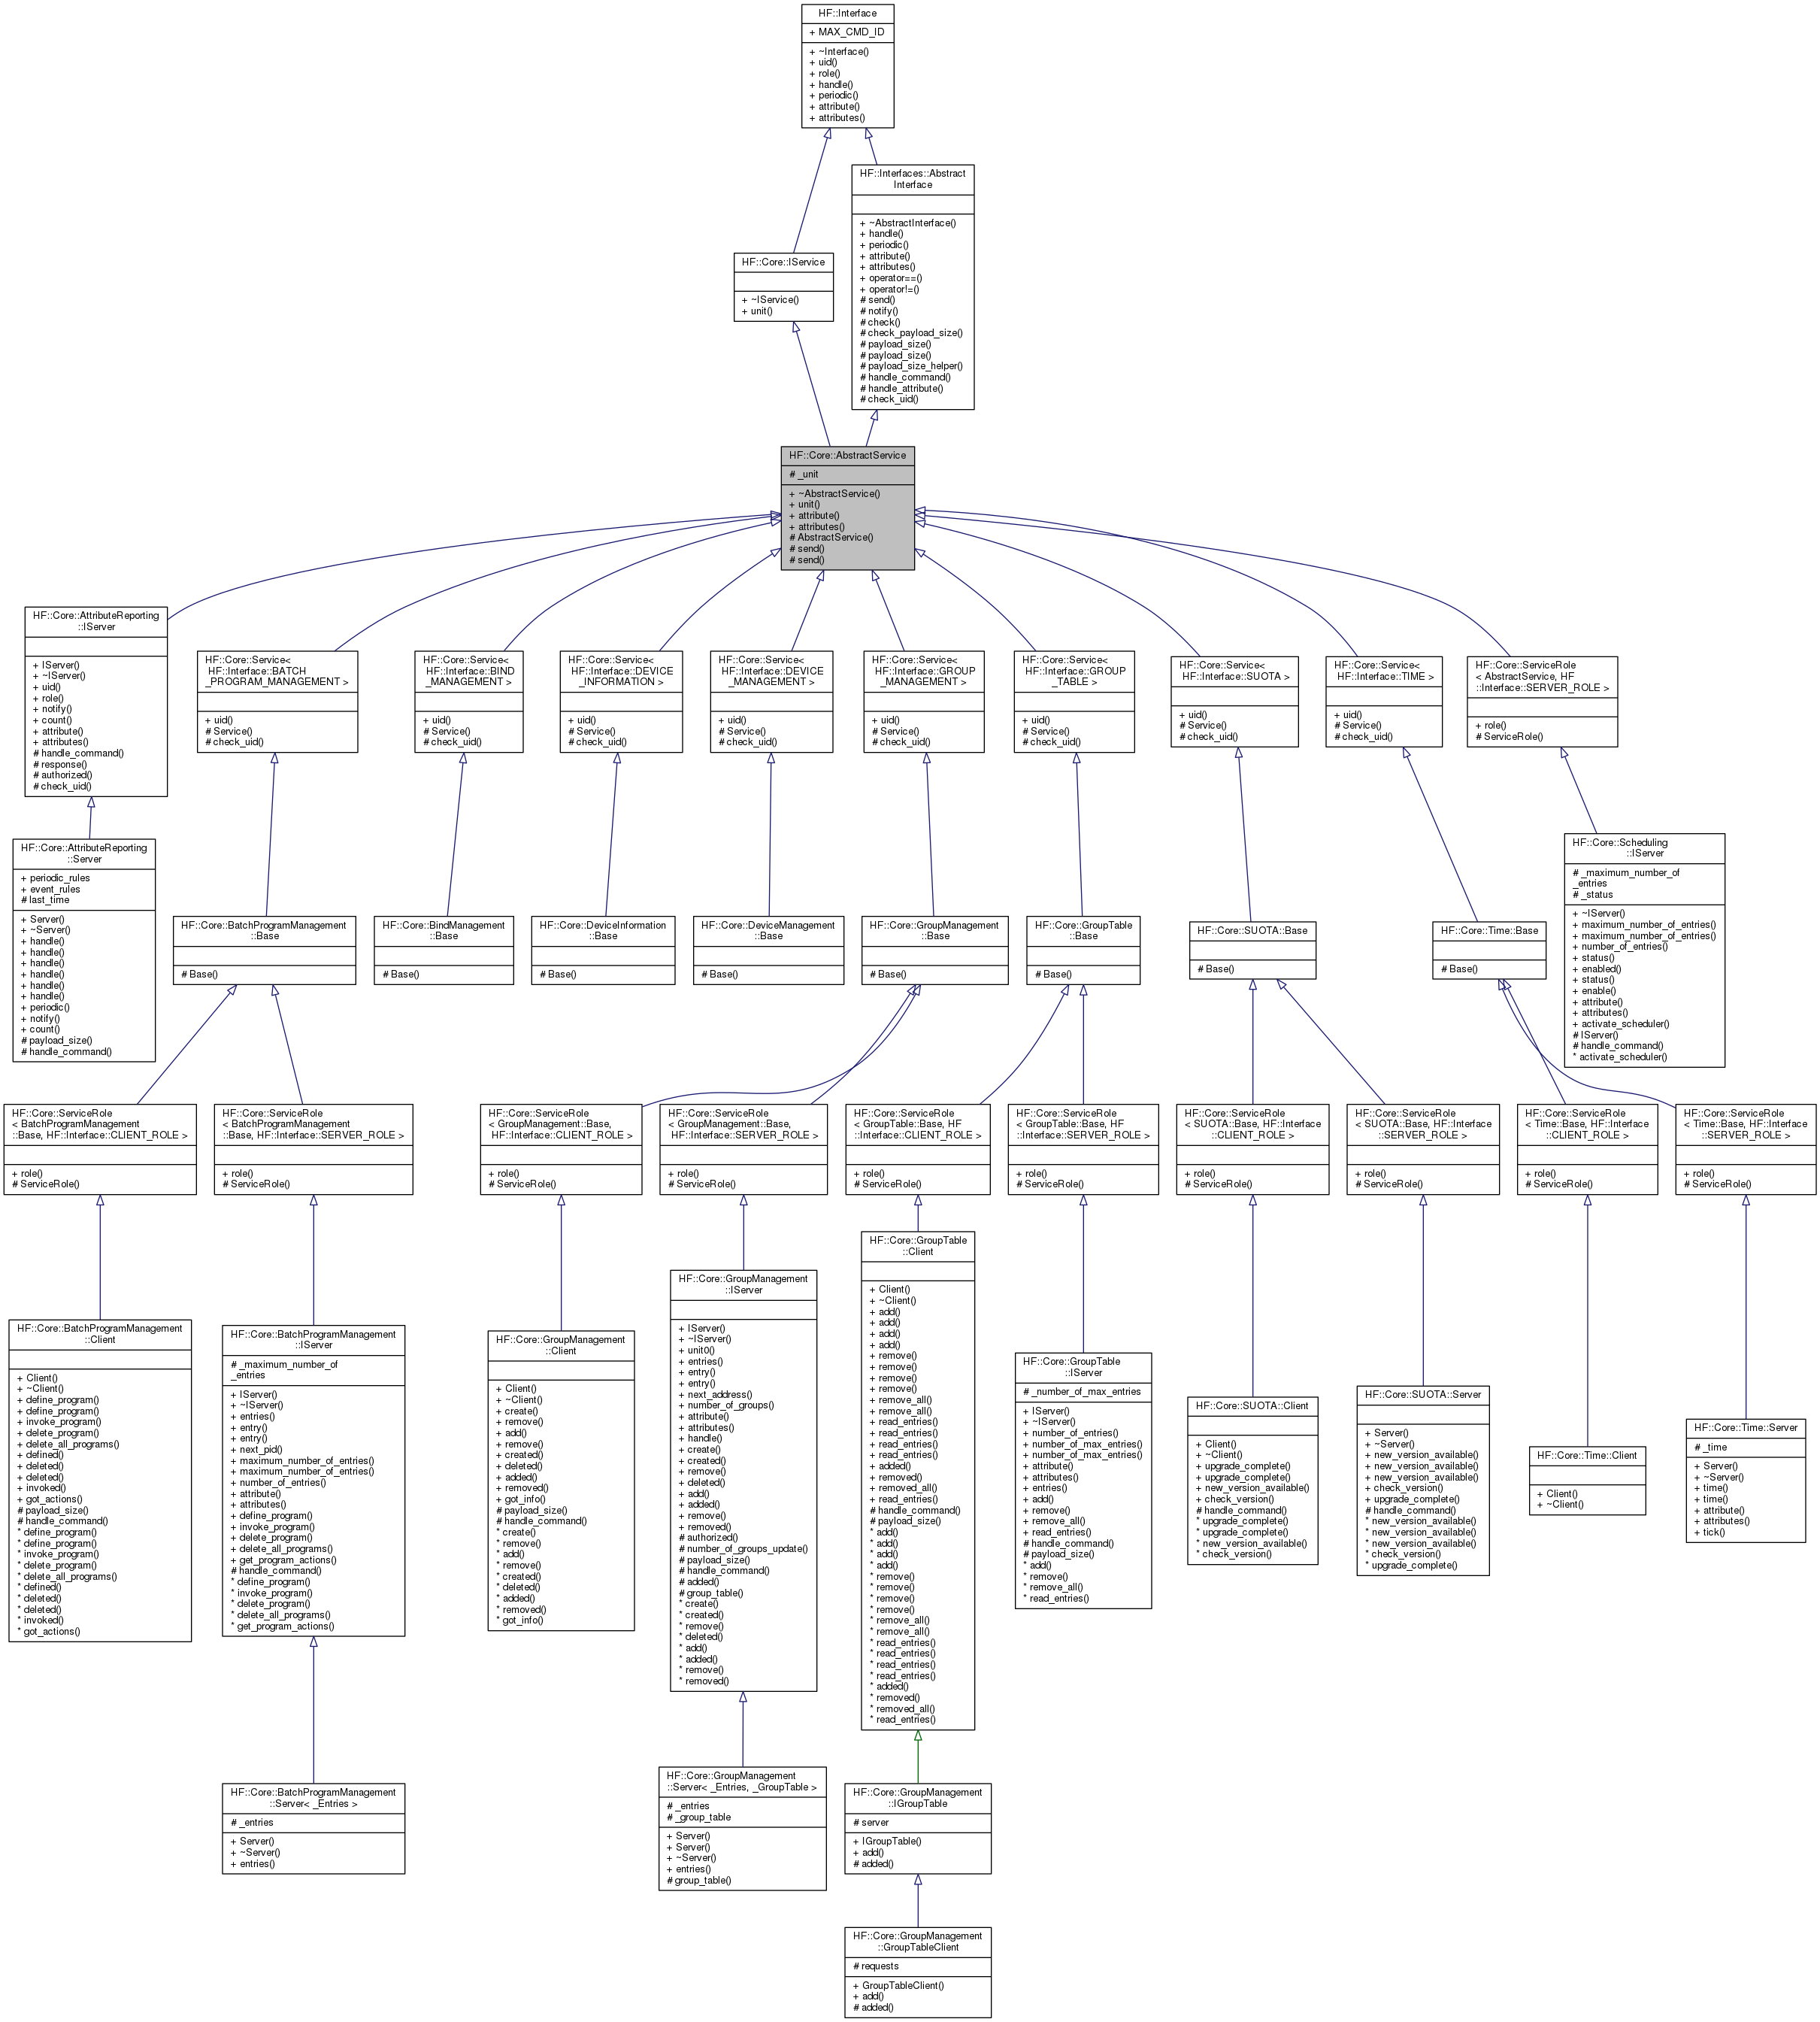 HF::Interface
+ MAX_CMD_ID
+ ~Interface()
+ uid()
+ role()
+ handle()
+ periodic()
+ attribute()
+ attributes()
HF::Interfaces::Abstract
Interface
+ ~AbstractInterface()
+ handle()
+ periodic()
+ attribute()
+ attributes()
+ operator==()
+ operator!=()
# send()
# notify()
# check()
# check_payload_size()
# payload_size()
# payload_size()
# payload_size_helper()
# handle_command()
# handle_attribute()
# check_uid()
HF::Core::IService
+ ~IService()
+ unit()
HF::Core::AbstractService
# _unit
+ ~AbstractService()
+ unit()
+ attribute()
+ attributes()
# AbstractService()
# send()
# send()
HF::Core::AttributeReporting
::IServer
+ IServer()
+ ~IServer()
+ uid()
+ role()
+ notify()
+ count()
+ attribute()
+ attributes()
# handle_command()
# response()
# authorized()
# check_uid()
HF::Core::Service<
HF::Interface::BATCH
_PROGRAM_MANAGEMENT >
+ uid()
# Service()
# check_uid()
HF::Core::Service<
HF::Interface::BIND
_MANAGEMENT >
+ uid()
# Service()
# check_uid()
HF::Core::Service<
HF::Interface::DEVICE
_INFORMATION >
+ uid()
# Service()
# check_uid()
HF::Core::Service<
HF::Interface::DEVICE
_MANAGEMENT >
+ uid()
# Service()
# check_uid()
HF::Core::Service<
HF::Interface::GROUP
_MANAGEMENT >
+ uid()
# Service()
# check_uid()
HF::Core::Service<
HF::Interface::GROUP
_TABLE >
+ uid()
# Service()
# check_uid()
HF::Core::Service<
HF::Interface::SUOTA >
+ uid()
# Service()
# check_uid()
HF::Core::Service<
HF::Interface::TIME >
+ uid()
# Service()
# check_uid()
HF::Core::ServiceRole
< AbstractService, HF
::Interface::SERVER_ROLE >
+ role()
# ServiceRole()
HF::Core::AttributeReporting
::Server
+ periodic_rules
+ event_rules
# last_time
+ Server()
+ ~Server()
+ handle()
+ handle()
+ handle()
+ handle()
+ handle()
+ handle()
+ periodic()
+ notify()
+ count()
# payload_size()
# handle_command()
HF::Core::BatchProgramManagement
::Base
# Base()
HF::Core::BindManagement
::Base
# Base()
HF::Core::DeviceInformation
::Base
# Base()
HF::Core::DeviceManagement
::Base
# Base()
HF::Core::GroupManagement
::Base
# Base()
HF::Core::GroupTable
::Base
# Base()
HF::Core::SUOTA::Base
# Base()
HF::Core::Time::Base
# Base()
HF::Core::Scheduling
::IServer
# _maximum_number_of
_entries
# _status
+ ~IServer()
+ maximum_number_of_entries()
+ maximum_number_of_entries()
+ number_of_entries()
+ status()
+ enabled()
+ status()
+ enable()
+ attribute()
+ attributes()
+ activate_scheduler()
# IServer()
# handle_command()
* activate_scheduler()
HF::Core::ServiceRole
< BatchProgramManagement
::Base, HF::Interface::CLIENT_ROLE >
+ role()
# ServiceRole()
HF::Core::ServiceRole
< BatchProgramManagement
::Base, HF::Interface::SERVER_ROLE >
+ role()
# ServiceRole()
HF::Core::ServiceRole
< GroupManagement::Base,
HF::Interface::CLIENT_ROLE >
+ role()
# ServiceRole()
HF::Core::ServiceRole
< GroupManagement::Base,
HF::Interface::SERVER_ROLE >
+ role()
# ServiceRole()
HF::Core::ServiceRole
< GroupTable::Base, HF
::Interface::CLIENT_ROLE >
+ role()
# ServiceRole()
HF::Core::ServiceRole
< GroupTable::Base, HF
::Interface::SERVER_ROLE >
+ role()
# ServiceRole()
HF::Core::ServiceRole
< SUOTA::Base, HF::Interface
::CLIENT_ROLE >
+ role()
# ServiceRole()
HF::Core::ServiceRole
< SUOTA::Base, HF::Interface
::SERVER_ROLE >
+ role()
# ServiceRole()
HF::Core::ServiceRole
< Time::Base, HF::Interface
::CLIENT_ROLE >
+ role()
# ServiceRole()
HF::Core::ServiceRole
< Time::Base, HF::Interface
::SERVER_ROLE >
+ role()
# ServiceRole()
HF::Core::BatchProgramManagement
::Client
+ Client()
+ ~Client()
+ define_program()
+ define_program()
+ invoke_program()
+ delete_program()
+ delete_all_programs()
+ defined()
+ deleted()
+ deleted()
+ invoked()
+ got_actions()
# payload_size()
# handle_command()
* define_program()
* define_program()
* invoke_program()
* delete_program()
* delete_all_programs()
* defined()
* deleted()
* deleted()
* invoked()
* got_actions()
HF::Core::BatchProgramManagement
::IServer
# _maximum_number_of
_entries
+ IServer()
+ ~IServer()
+ entries()
+ entry()
+ entry()
+ next_pid()
+ maximum_number_of_entries()
+ maximum_number_of_entries()
+ number_of_entries()
+ attribute()
+ attributes()
+ define_program()
+ invoke_program()
+ delete_program()
+ delete_all_programs()
+ get_program_actions()
# handle_command()
* define_program()
* invoke_program()
* delete_program()
* delete_all_programs()
* get_program_actions()
HF::Core::GroupManagement
::Client
+ Client()
+ ~Client()
+ create()
+ remove()
+ add()
+ remove()
+ created()
+ deleted()
+ added()
+ removed()
+ got_info()
# payload_size()
# handle_command()
* create()
* remove()
* add()
* remove()
* created()
* deleted()
* added()
* removed()
* got_info()
HF::Core::GroupManagement
::IServer
+ IServer()
+ ~IServer()
+ unit0()
+ entries()
+ entry()
+ entry()
+ next_address()
+ number_of_groups()
+ attribute()
+ attributes()
+ handle()
+ create()
+ created()
+ remove()
+ deleted()
+ add()
+ added()
+ remove()
+ removed()
# authorized()
# number_of_groups_update()
# payload_size()
# handle_command()
# added()
# group_table()
* create()
* created()
* remove()
* deleted()
* add()
* added()
* remove()
* removed()
HF::Core::GroupTable
::Client
+ Client()
+ ~Client()
+ add()
+ add()
+ add()
+ add()
+ remove()
+ remove()
+ remove()
+ remove()
+ remove_all()
+ remove_all()
+ read_entries()
+ read_entries()
+ read_entries()
+ read_entries()
+ added()
+ removed()
+ removed_all()
+ read_entries()
# handle_command()
# payload_size()
* add()
* add()
* add()
* add()
* remove()
* remove()
* remove()
* remove()
* remove_all()
* remove_all()
* read_entries()
* read_entries()
* read_entries()
* read_entries()
* added()
* removed()
* removed_all()
* read_entries()
HF::Core::GroupTable
::IServer
# _number_of_max_entries
+ IServer()
+ ~IServer()
+ number_of_entries()
+ number_of_max_entries()
+ number_of_max_entries()
+ attribute()
+ attributes()
+ entries()
+ add()
+ remove()
+ remove_all()
+ read_entries()
# handle_command()
# payload_size()
* add()
* remove()
* remove_all()
* read_entries()
HF::Core::SUOTA::Client
+ Client()
+ ~Client()
+ upgrade_complete()
+ upgrade_complete()
+ new_version_available()
+ check_version()
# handle_command()
* upgrade_complete()
* upgrade_complete()
* new_version_available()
* check_version()
HF::Core::SUOTA::Server
+ Server()
+ ~Server()
+ new_version_available()
+ new_version_available()
+ new_version_available()
+ check_version()
+ upgrade_complete()
# handle_command()
* new_version_available()
* new_version_available()
* new_version_available()
* check_version()
* upgrade_complete()
HF::Core::Time::Client
+ Client()
+ ~Client()
HF::Core::Time::Server
# _time
+ Server()
+ ~Server()
+ time()
+ time()
+ attribute()
+ attributes()
+ tick()
HF::Core::BatchProgramManagement
::Server< _Entries >
# _entries
+ Server()
+ ~Server()
+ entries()
HF::Core::GroupManagement
::Server< _Entries, _GroupTable >
# _entries
# _group_table
+ Server()
+ Server()
+ ~Server()
+ entries()
# group_table()
HF::Core::GroupManagement
::IGroupTable
# server
+ IGroupTable()
+ add()
# added()
HF::Core::GroupManagement
::GroupTableClient
# requests
+ GroupTableClient()
+ add()
# added()